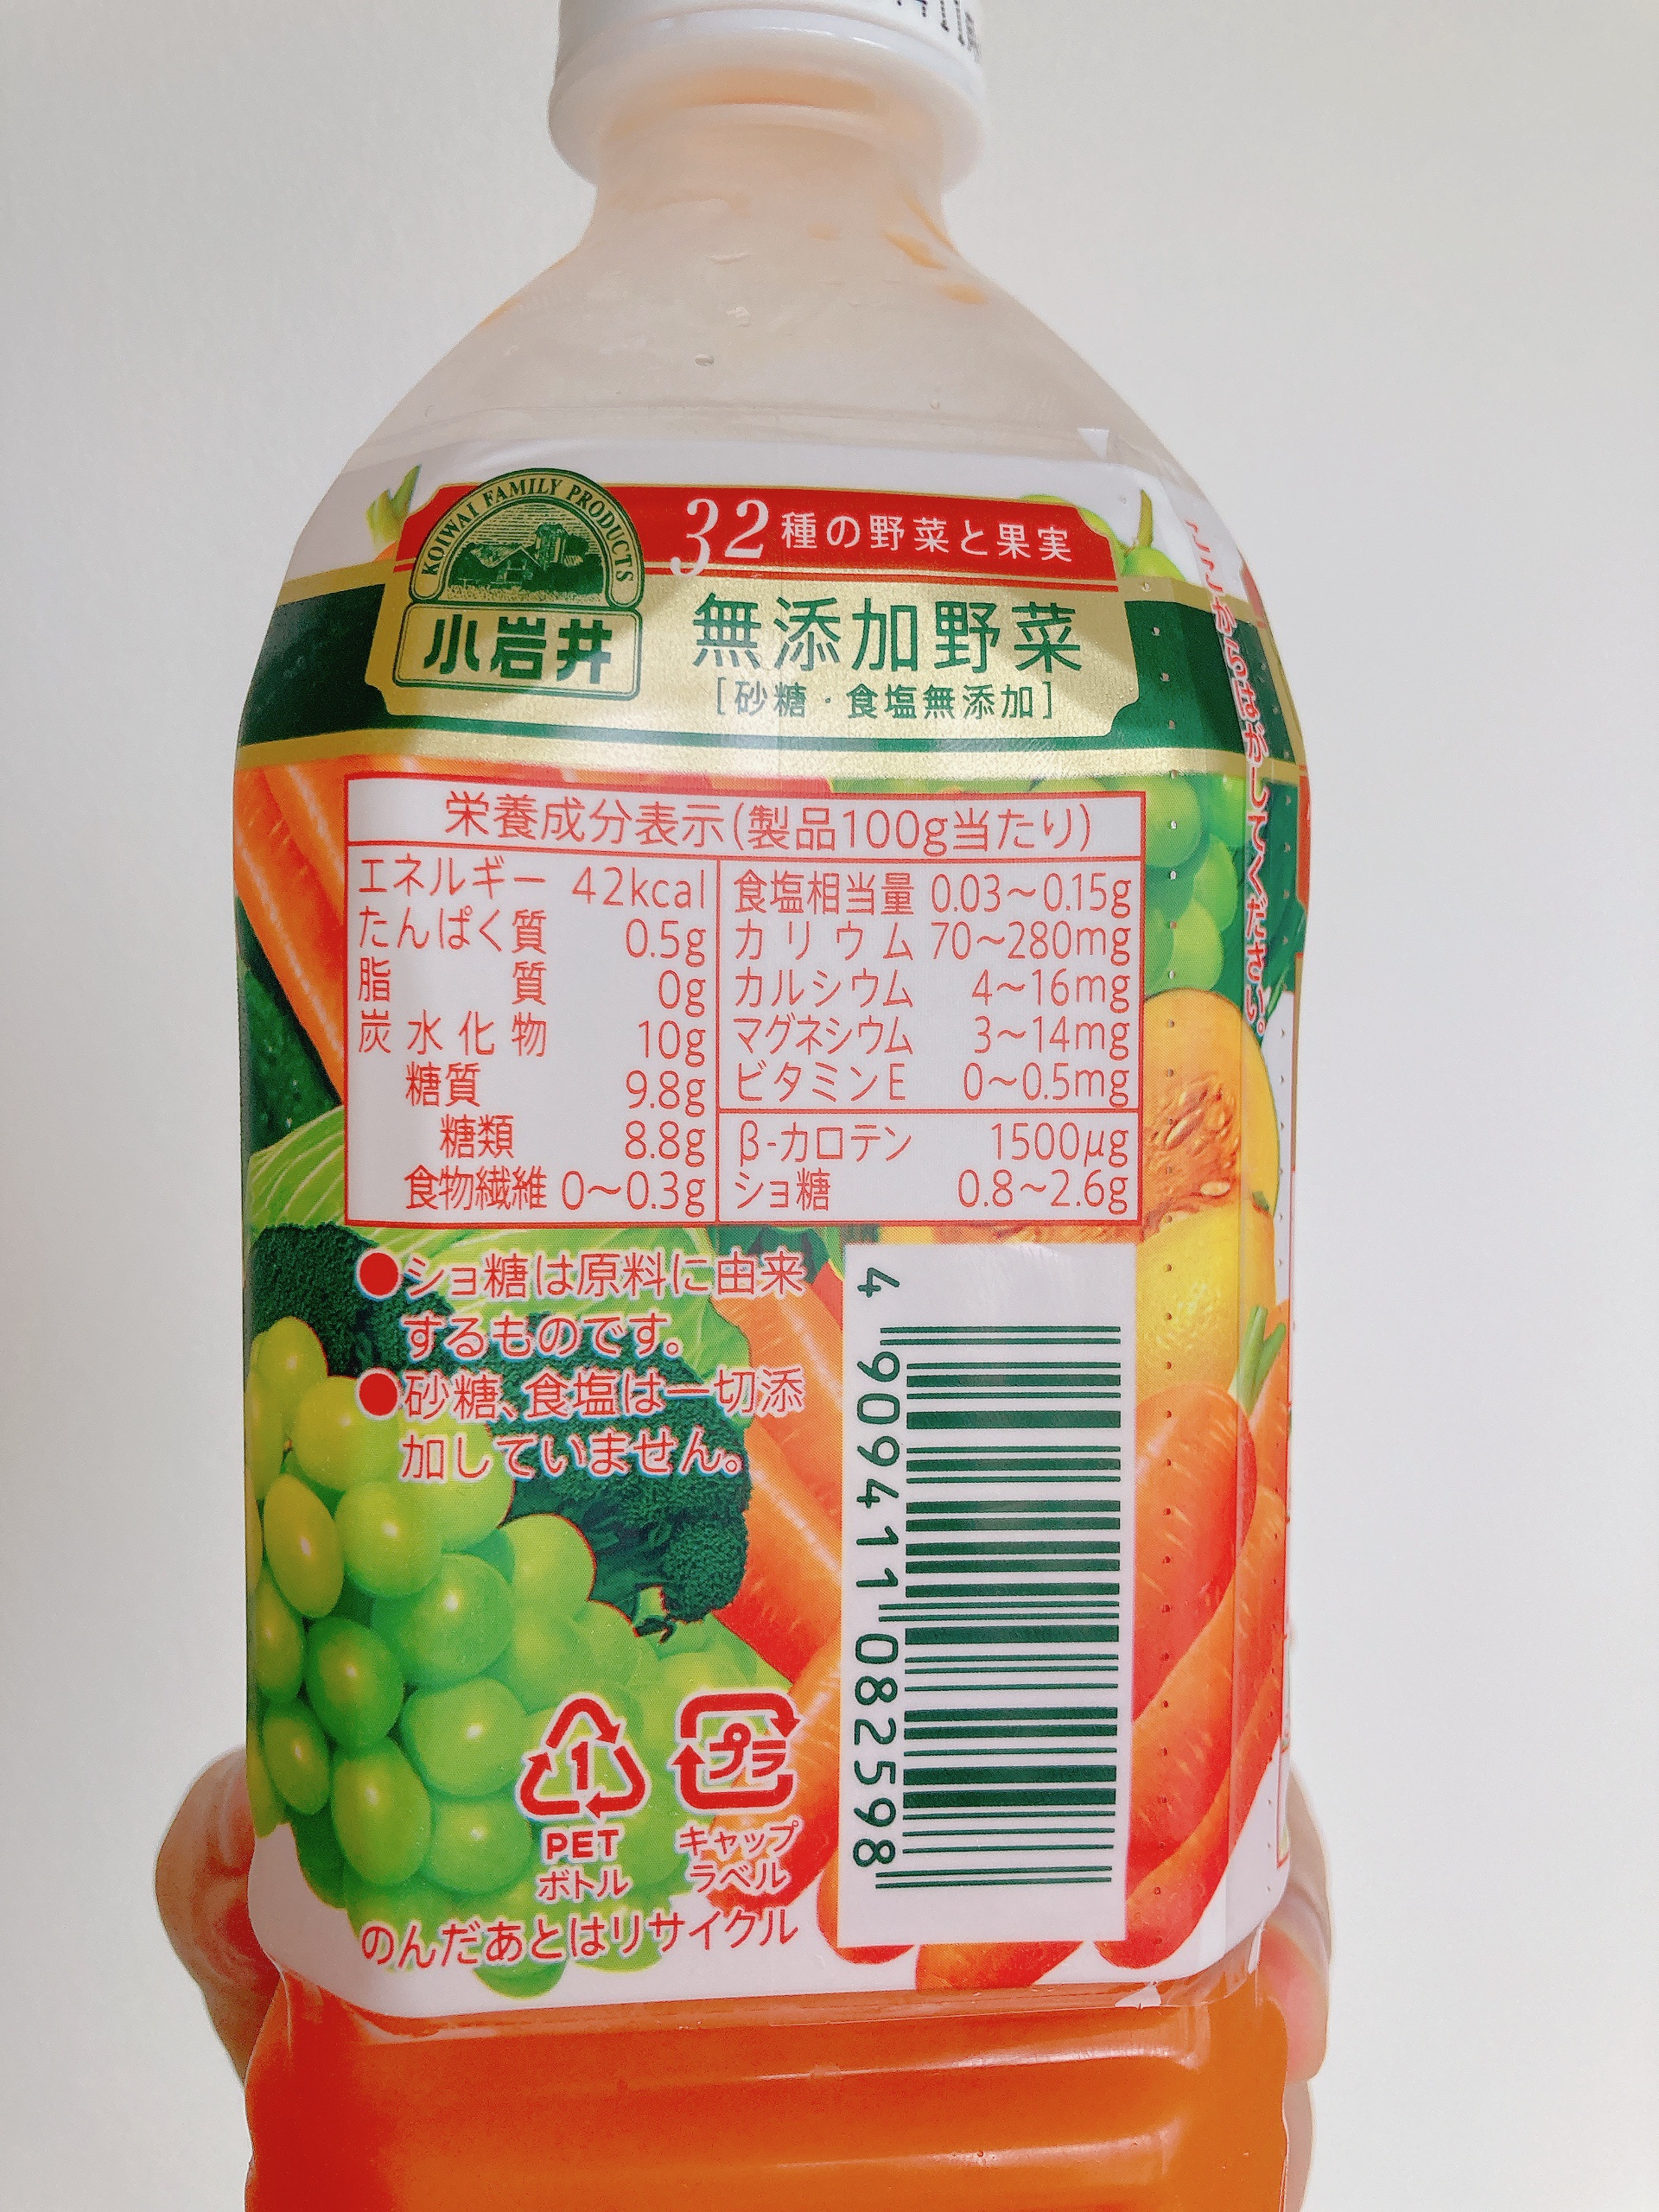 KOIWAI FAMILY PRODUCTS
小岩井
32種の野菜と果実
無添加野菜
[砂糖・食塩無添加]
ここからはがしてください。
栄養成分表示(製品100g当たり)
エネルギー 42kcal
たんぱく質 0.5g
脂質 0g
炭水化物 10g
糖質 9.8g
糖類 8.8g
食物繊維 0〜0.3g
食塩相当量 0.03〜0.15g
カリウム 70〜280mg
カルシウム 4〜16mg
マグネシウム 3〜14mg
ビタミンE 0〜0.5mg
β-カロテン 1500μg
ショ糖 0.8〜2.6g
●ショ糖は原料に由来
するものです。
●砂糖、食塩は一切添
加していません。
4 909411 082598
1
PET
ボトル
プラ
キャップ
ラベル
のんだあとはリサイクル